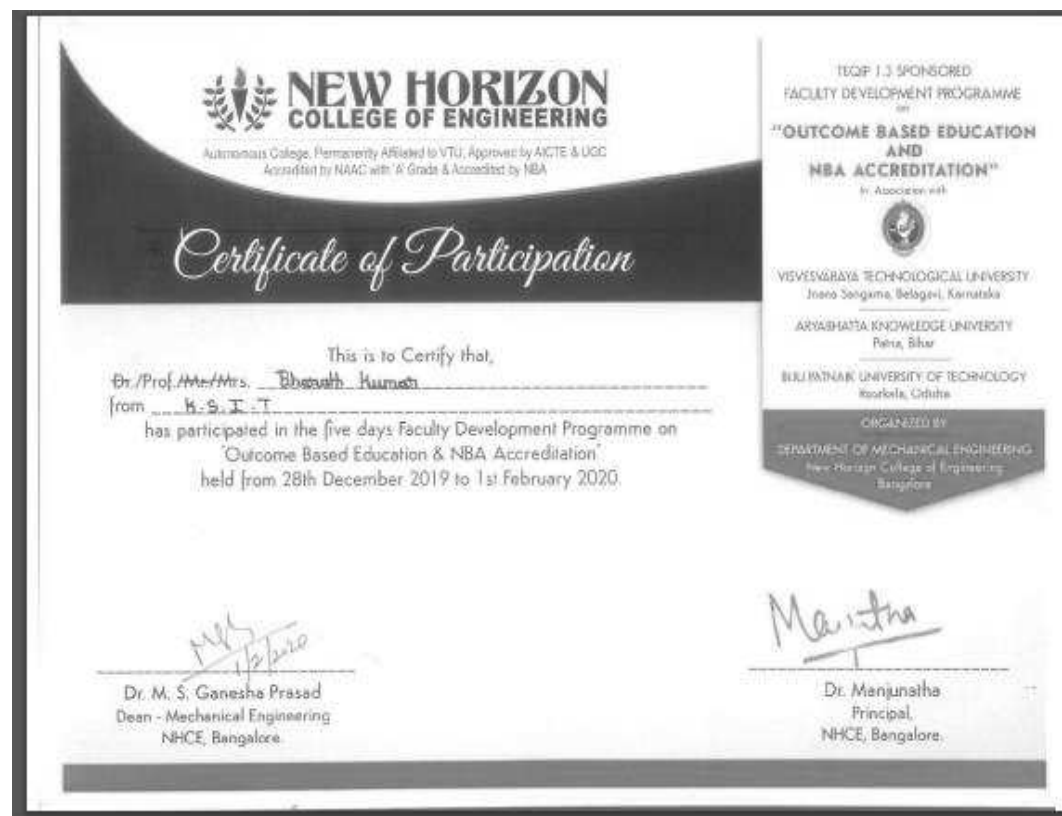 NEW HORIZON
COLLEGE OF ENGINEERING
Autonomous College, Permanently Affiliated to VTU, Approved by AICTE & UGC
Accredited by NAAC with 'A' Grade & Accredited by NBA
Certificate of Participation
This is to Certify that,
Dr./Prof./Mr./Mrs. Bharath Kumar
from K.S.I.T
has participated in the five days Faculty Development Programme on
"Outcome Based Education & NBA Accreditation"
held from 28th December 2019 to 1st February 2020.
1/2/2020
Dr. M. S. Ganesha Prasad
Dean - Mechanical Engineering
NHCE, Bangalore.
TEQIP 1.3 SPONSORED
FACULTY DEVELOPMENT PROGRAMME
on
"OUTCOME BASED EDUCATION
AND
NBA ACCREDITATION"
In Association with
VISVESVARAYA TECHNOLOGICAL UNIVERSITY
Jnana Sangama, Belagavi, Karnataka
ARYABHATTA KNOWLEDGE UNIVERSITY
Patna, Bihar
BIJU PATNAIK UNIVERSITY OF TECHNOLOGY
Rourkela, Odisha
ORGANIZED BY
DEPARTMENT OF MECHANICAL ENGINEERING
New Horizon College of Engineering
Bangalore
Dr. Manjunatha
Principal,
NHCE, Bangalore.